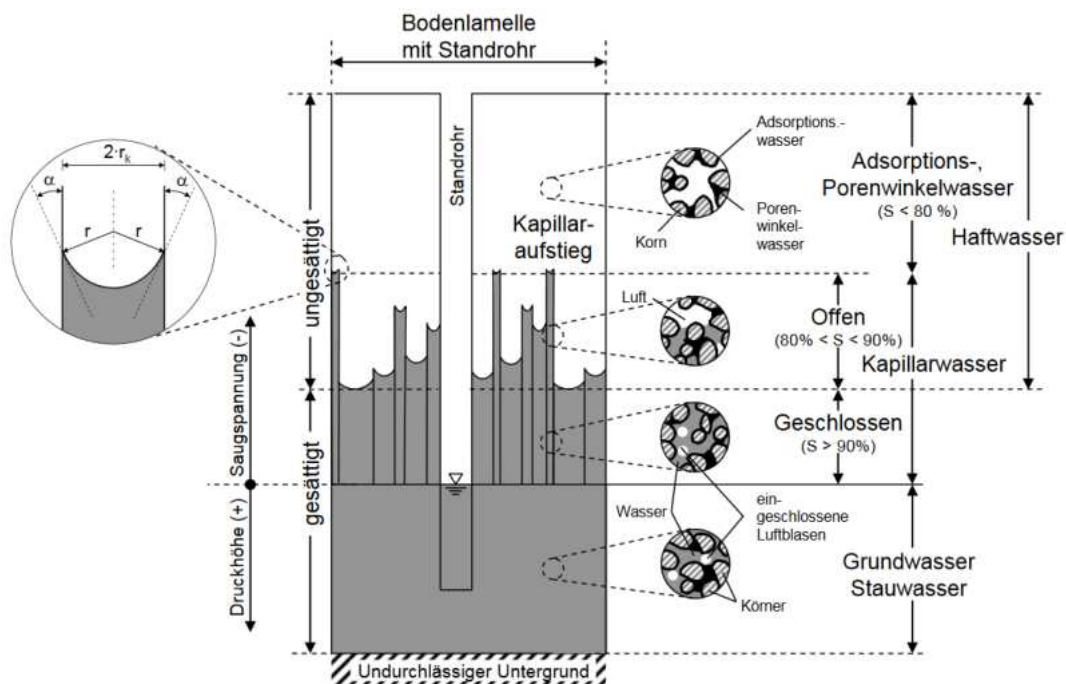 Bodenlamelle
mit Standrohr
2·rₖ
α
α
r
r
Standrohr
Adsorptions.-
wasser
Poren-
winkel-
wasser
Korn
Adsorptions-,
Porenwinkelwasser
(S < 80 %)
Haftwasser
Kapillar-
aufstieg
ungesättigt
Luft
Offen
(80% < S < 90%)
Kapillarwasser
Saugspannung (-)
Geschlossen
(S > 90%)
gesättigt
Druckhöhe (+)
Wasser
ein-
geschlossene
Luftblasen
Körner
Grundwasser
Stauwasser
Undurchlässiger Untergrund